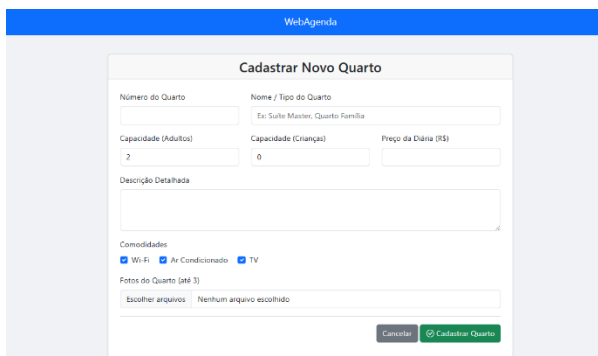 WebAgenda
Cadastrar Novo Quarto
Número do Quarto Nome / Tipo do Quarto
Ex: Suíte Master, Quarto Família
Capacidade (Adultos) Capacidade (Crianças) Preço da Diária (R$)
2 0
Descrição Detalhada
Comodidades
Wi-Fi Ar Condicionado TV
Fotos do Quarto (até 3)
Escolher arquivos Nenhum arquivo escolhido
Cancelar Cadastrar Quarto